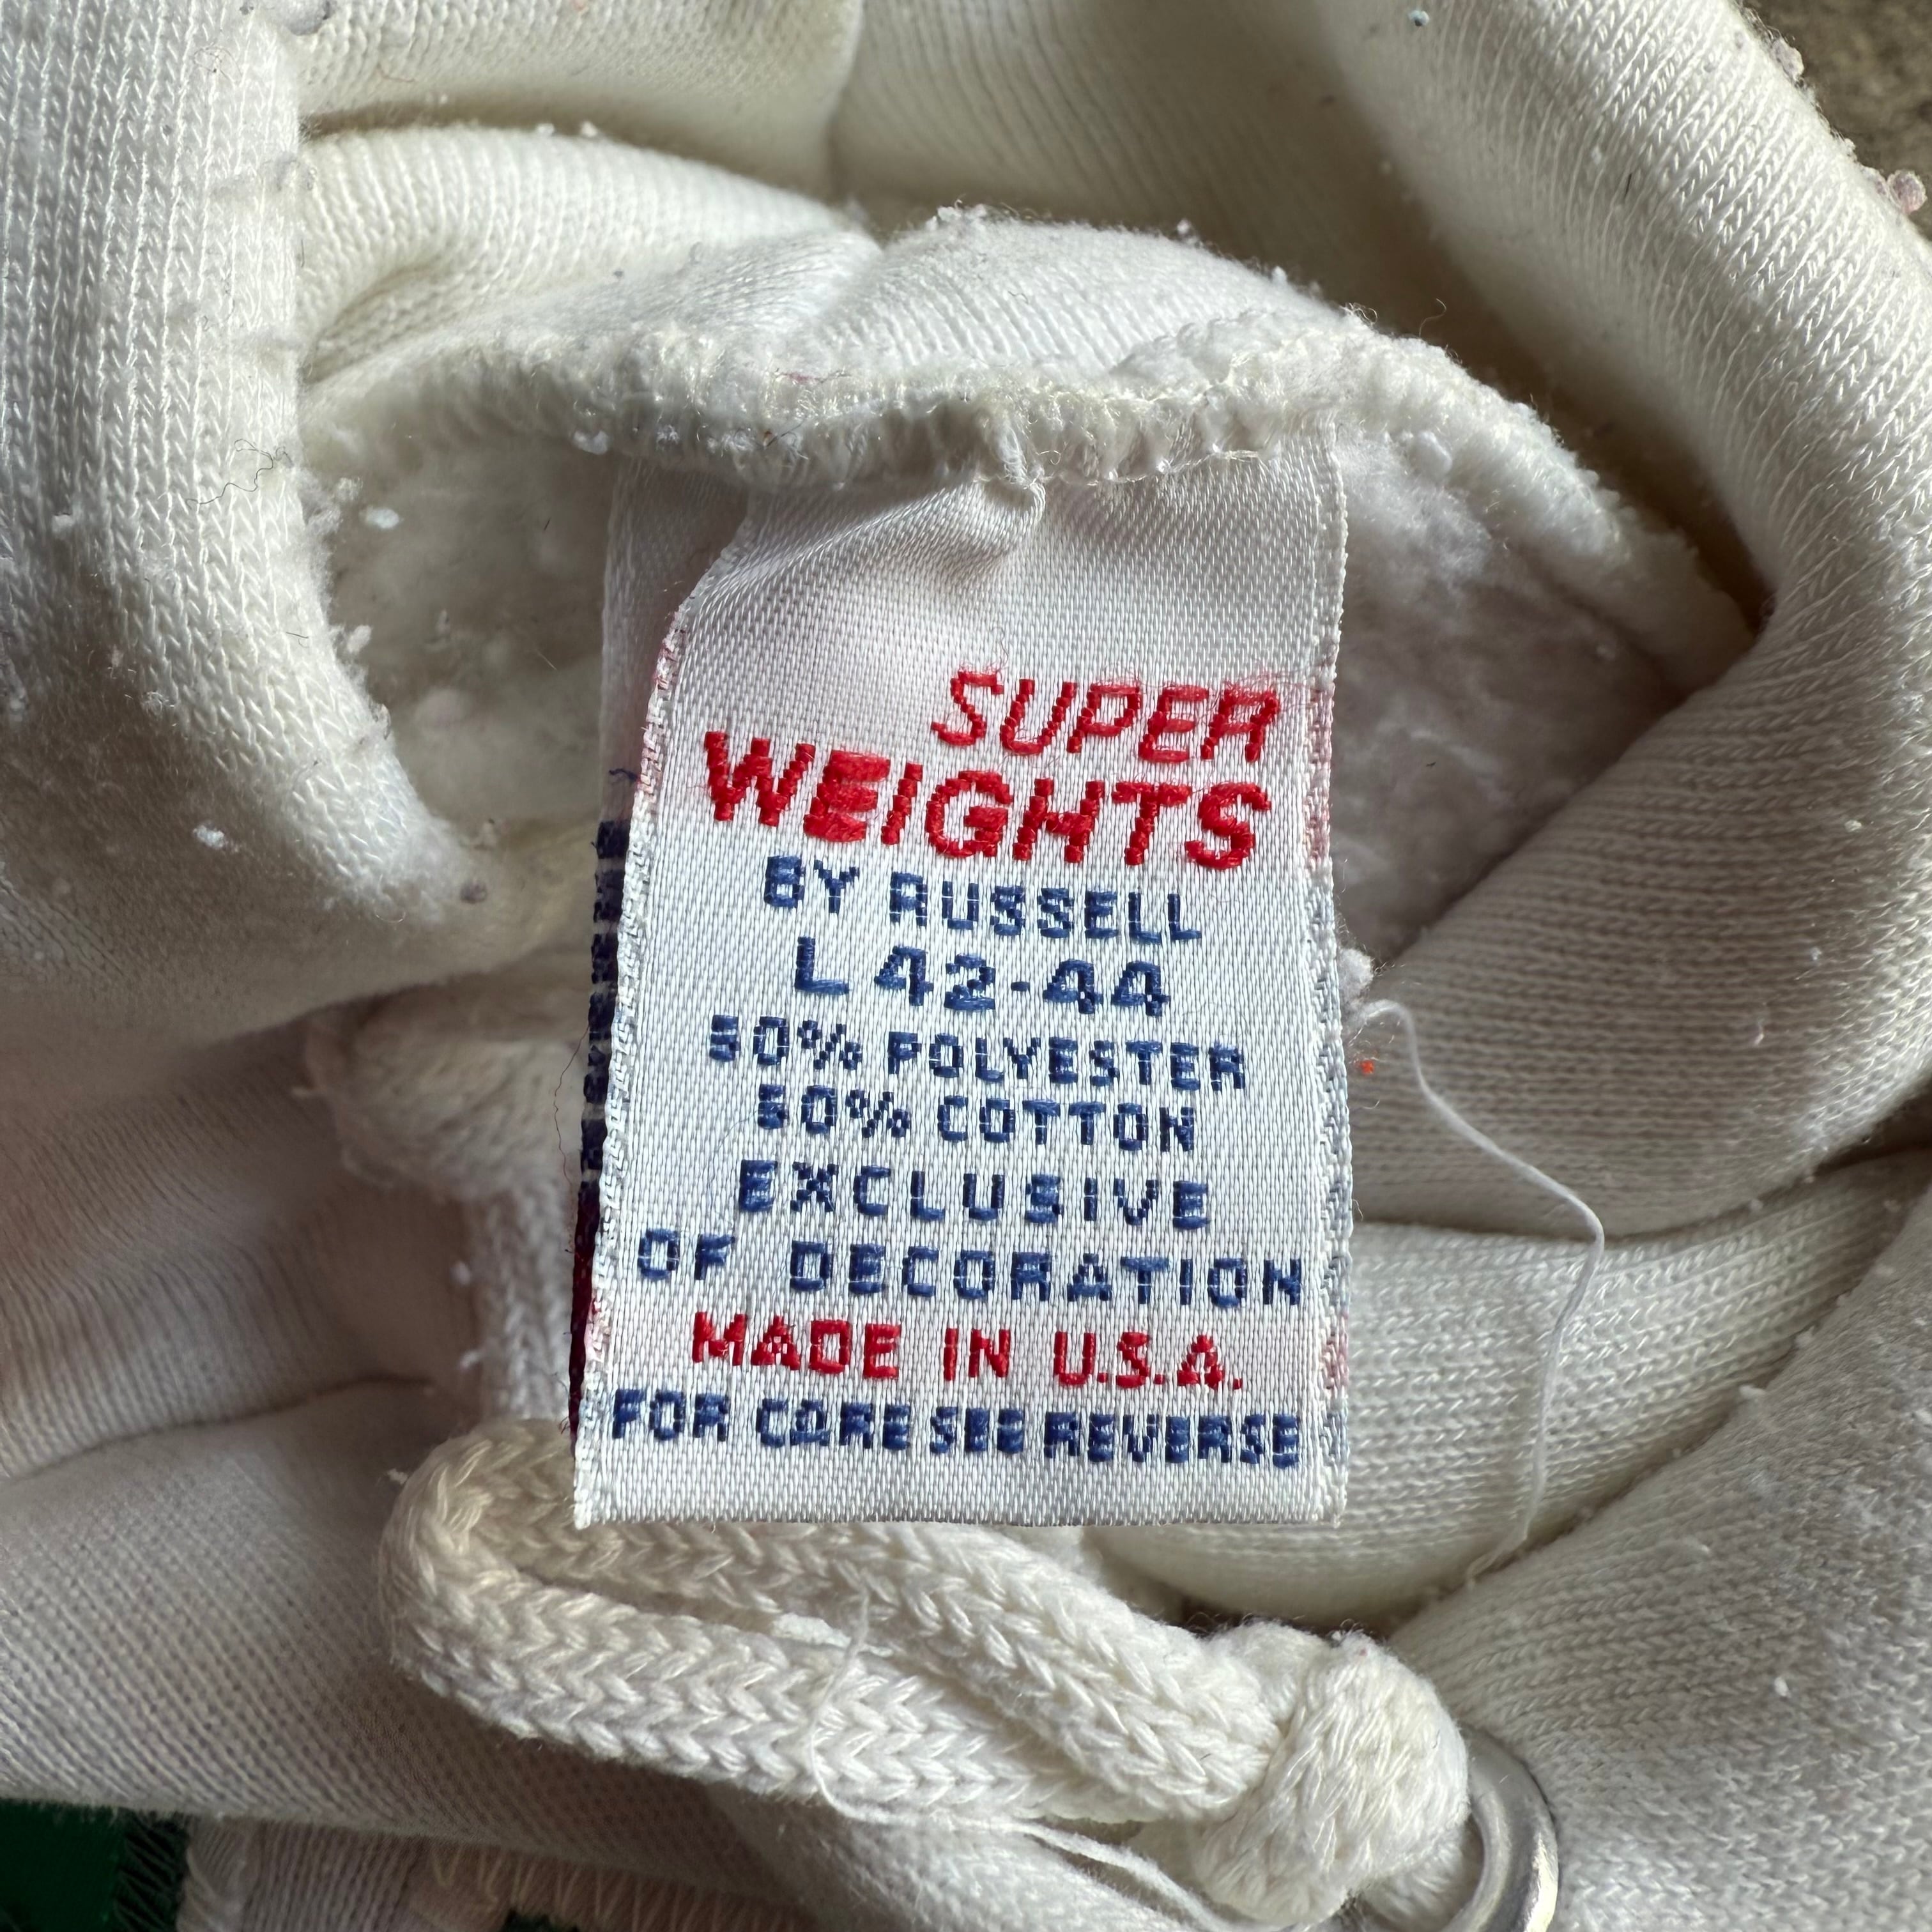 SUPER
WEIGHTS
BY RUSSELL
L 42-44
50% POLYESTER
50% COTTON
EXCLUSIVE
OF DECORATION
MADE IN U.S.A.
FOR CARE SEE REVERSE